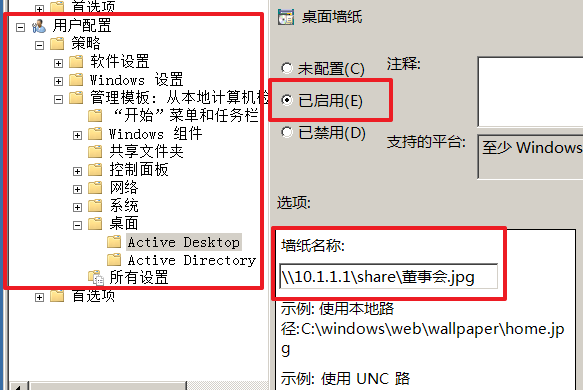 首选项
用户配置
策略
软件设置
Windows 设置
管理模板: 从本地计算机检
“开始”菜单和任务栏
Windows 组件
共享文件夹
控制面板
网络
系统
桌面
Active Desktop
Active Directory
所有设置
首选项
桌面墙纸
未配置(C)
注释:
已启用(E)
已禁用(D)
支持的平台:
至少 Windows
选项:
墙纸名称:
\\10.1.1.1\share\董事会.jpg
示例: 使用本地路
径:C:\windows\web\wallpaper\home.jp
g
示例: 使用 UNC 路